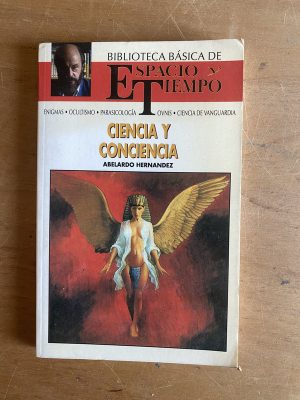 BIBLIOTECA BÁSICA DE
ESPACIO Y
TIEMPO
ENIGMAS • OCULTISMO • PARASICOLOGÍA • OVNIS • CIENCIA DE VANGUARDIA
CIENCIA Y
CONCIENCIA
ABELARDO HERNANDEZ